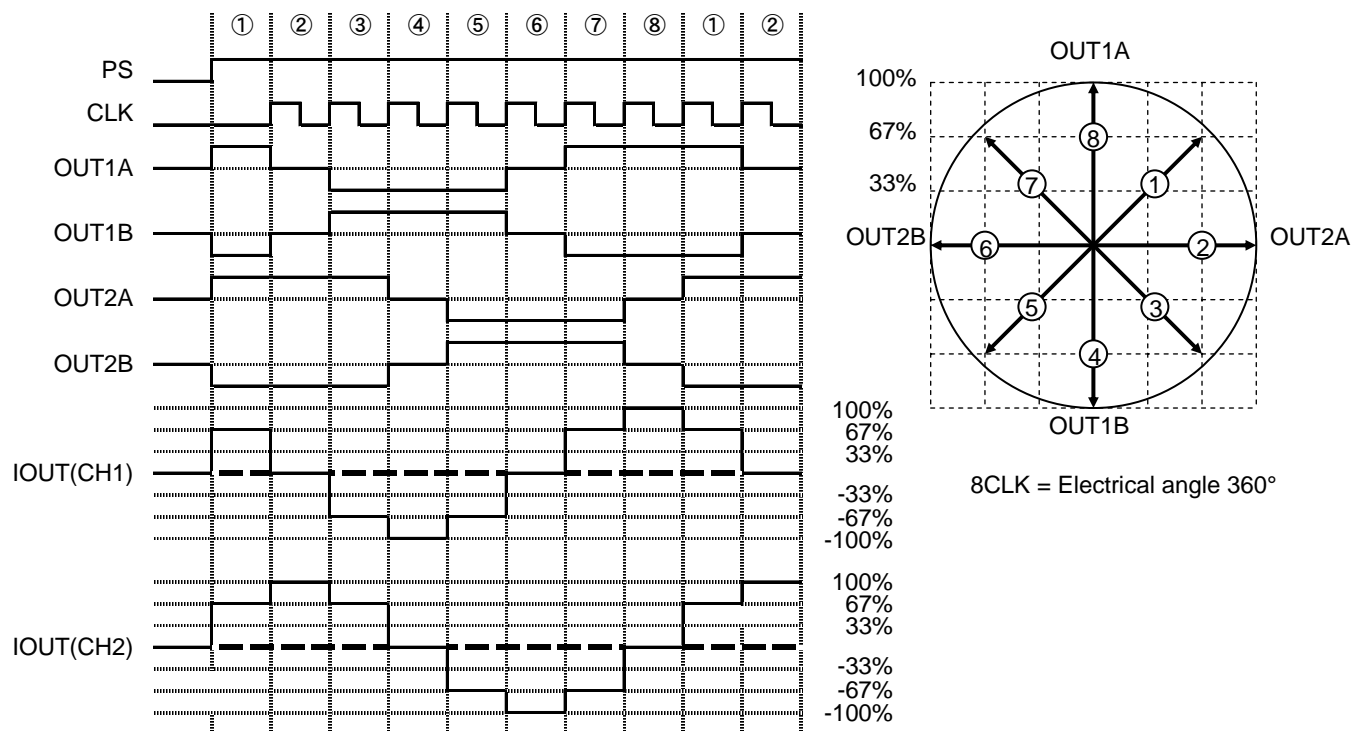 ① ② ③ ④ ⑤ ⑥ ⑦ ⑧ ① ②
PS
CLK
OUT1A
OUT1B
OUT2A
OUT2B
IOUT(CH1)
100%
67%
33%
-33%
-67%
-100%
IOUT(CH2)
100%
67%
33%
-33%
-67%
-100%
OUT1A
100%
67%
33%
OUT2B
OUT2A
OUT1B
8
1
7
6
2
5
3
4
8CLK = Electrical angle 360°